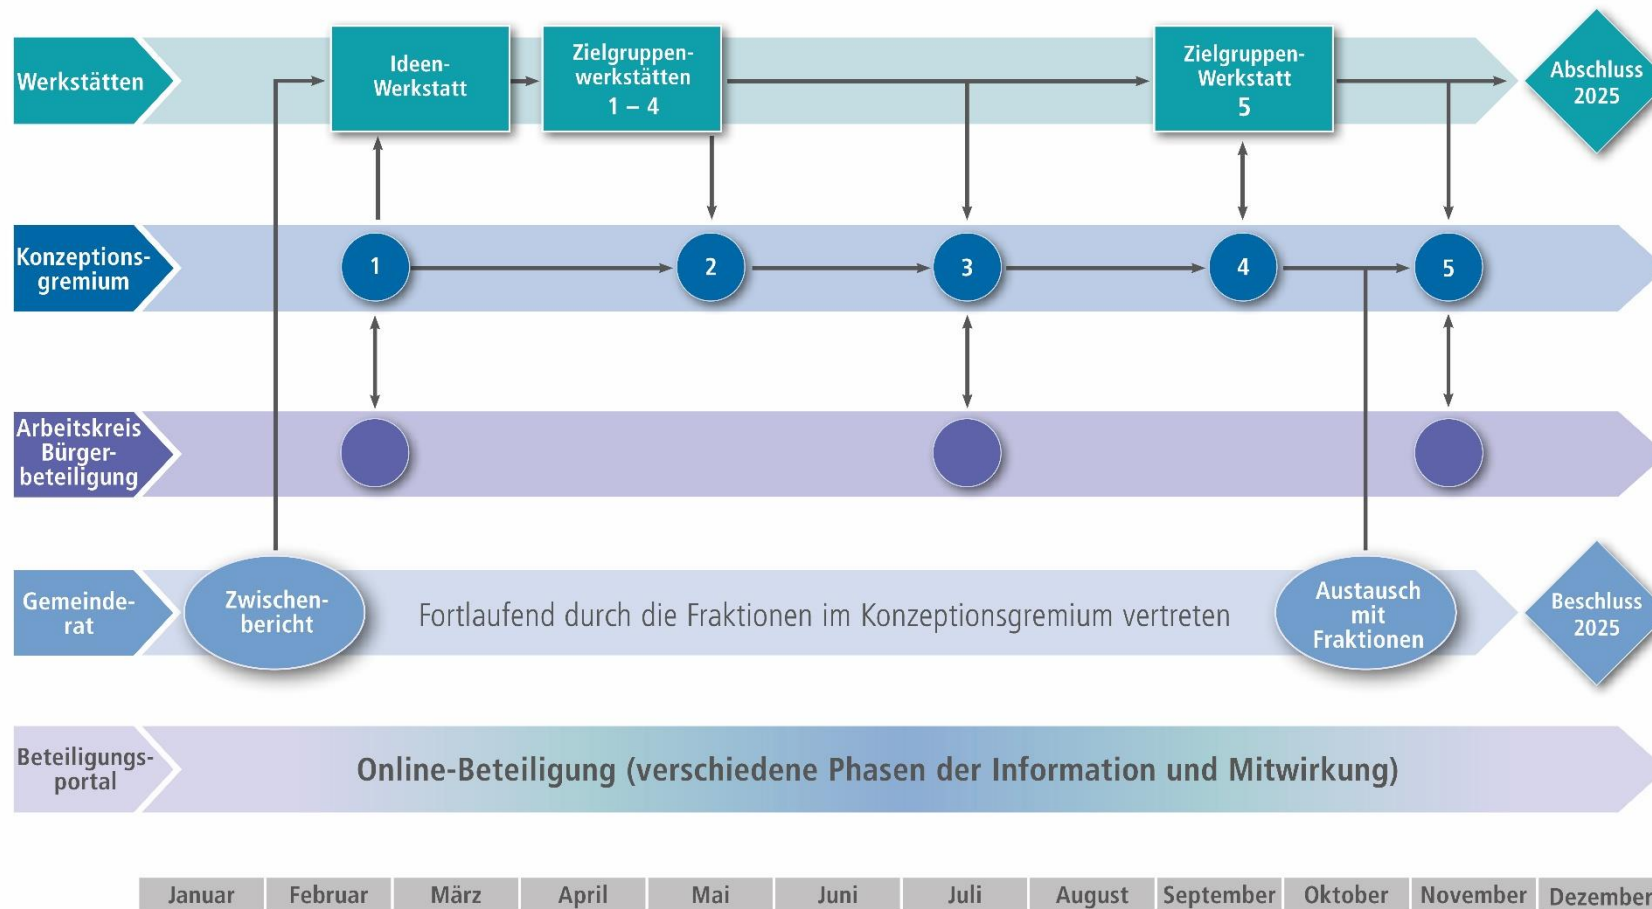 Werkstätten
Ideen-
Werkstatt
Zielgruppen-
werkstätten
1 – 4
Zielgruppen-
Werkstatt
5
Abschluss
2025
Konzeptions-
gremium
1
2
3
4
5
Arbeitskreis
Bürger-
beteiligung
Gemeinde-
rat
Zwischen-
bericht
Fortlaufend durch die Fraktionen im Konzeptionsgremium vertreten
Austausch
mit
Fraktionen
Beschluss
2025
Beteiligungs-
portal
Online-Beteiligung (verschiedene Phasen der Information und Mitwirkung)
Januar
Februar
März
April
Mai
Juni
Juli
August
September
Oktober
November
Dezember